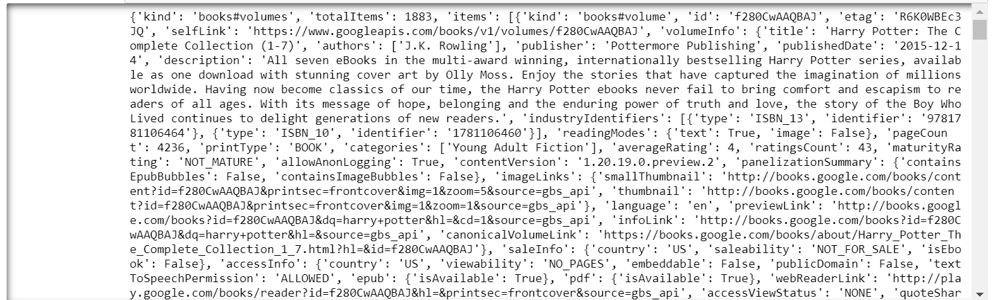 {'kind': 'books#volumes', 'totalItems': 1883, 'items': [{'kind': 'books#volume', 'id': 'f280CwAAQBAJ', 'etag': 'R6K0WBEc3
JQ', 'selfLink': 'https://www.googleapis.com/books/v1/volumes/f280CwAAQBAJ', 'volumeInfo': {'title': 'Harry Potter: The C
omplete Collection (1-7)', 'authors': ['J.K. Rowling'], 'publisher': 'Pottermore Publishing', 'publishedDate': '2015-12-1
4', 'description': 'All seven eBooks in the multi-award winning, internationally bestselling Harry Potter series, availab
le as one download with stunning cover art by Olly Moss. Enjoy the stories that have captured the imagination of millions
worldwide. Having now become classics of our time, the Harry Potter ebooks never fail to bring comfort and escapism to re
aders of all ages. With its message of hope, belonging and the enduring power of truth and love, the story of the Boy Who
Lived continues to delight generations of new readers.', 'industryIdentifiers': [{'type': 'ISBN_13', 'identifier': '9781
781106464'}, {'type': 'ISBN_10', 'identifier': '1781106460'}], 'readingModes': {'text': True, 'image': False}, 'pageCoun
t': 4236, 'printType': 'BOOK', 'categories': ['Young Adult Fiction'], 'averageRating': 4, 'ratingsCount': 43, 'maturityRa
ting': 'NOT_MATURE', 'allowAnonLogging': True, 'contentVersion': '1.20.19.0.preview.2', 'panelizationSummary': {'contains
EpubBubbles': False, 'containsImageBubbles': False}, 'imageLinks': {'smallThumbnail': 'http://books.google.com/books/cont
ent?id=f280CwAAQBAJ&printsec=frontcover&img=1&zoom=5&source=gbs_api', 'thumbnail': 'http://books.google.com/books/conten
t?id=f280CwAAQBAJ&printsec=frontcover&img=1&zoom=1&source=gbs_api'}, 'language': 'en', 'previewLink': 'http://books.googl
e.com/books?id=f280CwAAQBAJ&dq=harry+potter&hl=&cd=1&source=gbs_api', 'infoLink': 'http://books.google.com/books?id=f280C
wAAQBAJ&dq=harry+potter&hl=&source=gbs_api', 'canonicalVolumeLink': 'https://books.google.com/books/about/Harry_Potter_Th
e_Complete_Collection_1_7.html?hl=&id=f280CwAAQBAJ'}, 'saleInfo': {'country': 'US', 'saleability': 'NOT_FOR_SALE', 'isEbo
ok': False}, 'accessInfo': {'country': 'US', 'viewability': 'NO_PAGES', 'embeddable': False, 'publicDomain': False, 'text
ToSpeechPermission': 'ALLOWED', 'epub': {'isAvailable': True}, 'pdf': {'isAvailable': True}, 'webReaderLink': 'http://pla
y.google.com/books/reader?id=f280CwAAQBAJ&hl=&printsec=frontcover&source=gbs_api', 'accessViewStatus': 'NONE', 'quoteShar